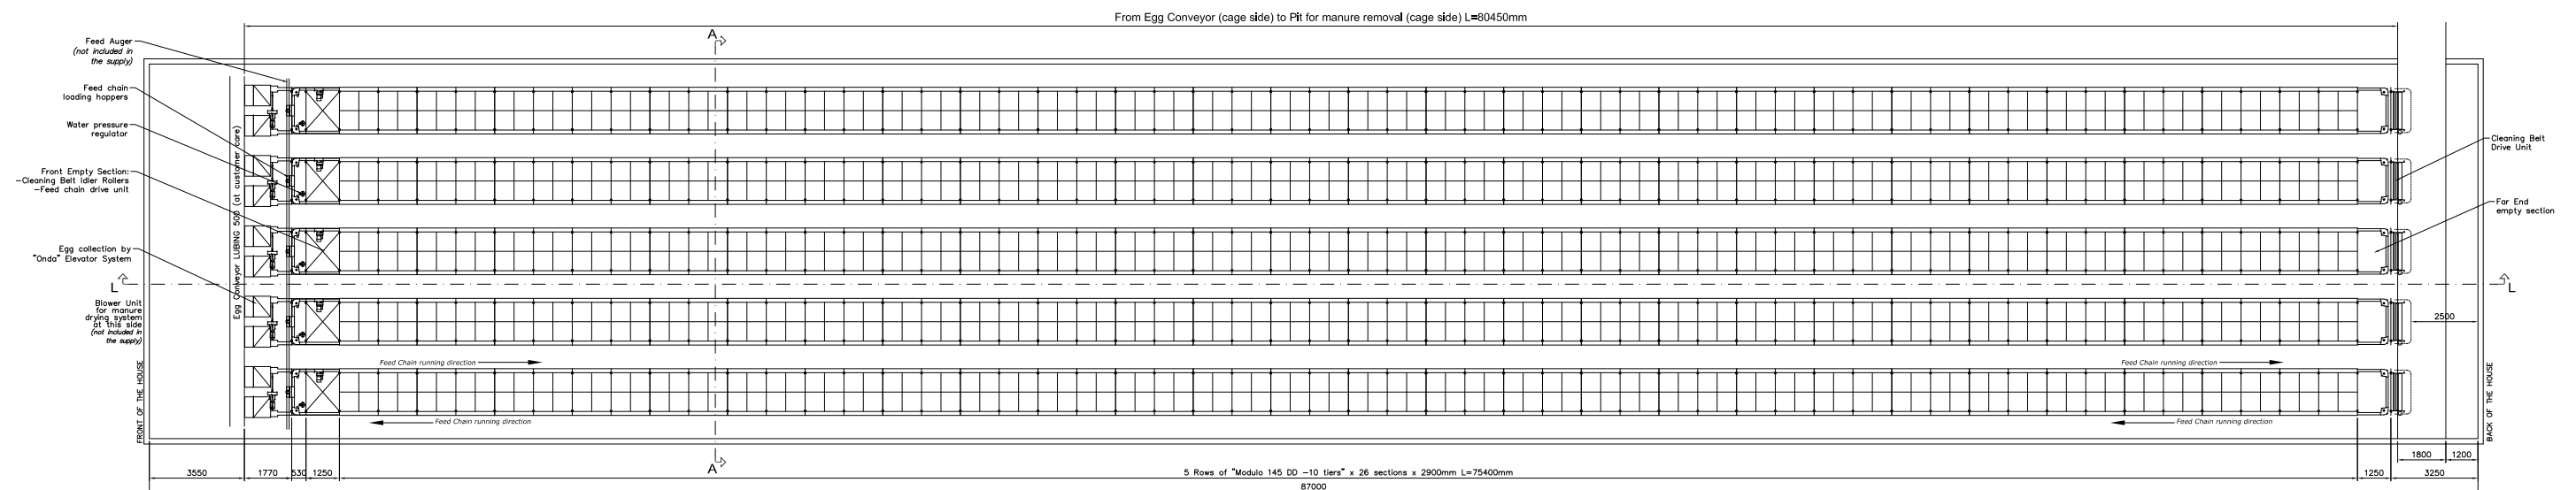 From Egg Conveyor (cage side) to Pit for manure removal (cage side) L=80450mm
A
Feed Auger
(not included in
the supply)
Feed chain
loading hoppers
Water pressure
regulator
Front Empty Section:
-Cleaning Belt Idler Rollers
-Feed chain drive unit
Egg collection by
"Onda" Elevator System
L
Blower Unit
for manure
drying system
at this side
(not included in
the supply)
FRONT OF THE HOUSE
Egg Conveyor LUBING 500 (at customer care)
Cleaning Belt
Drive Unit
Far End
empty section
L
2500
Feed Chain running direction
Feed Chain running direction
Feed Chain running direction
Feed Chain running direction
BACK OF THE HOUSE
A
1800
1200
3550
1770
530
1250
5 Rows of "Modulo 145 DD -10 tiers" x 26 sections x 2900mm L=75400mm
1250
3250
87000